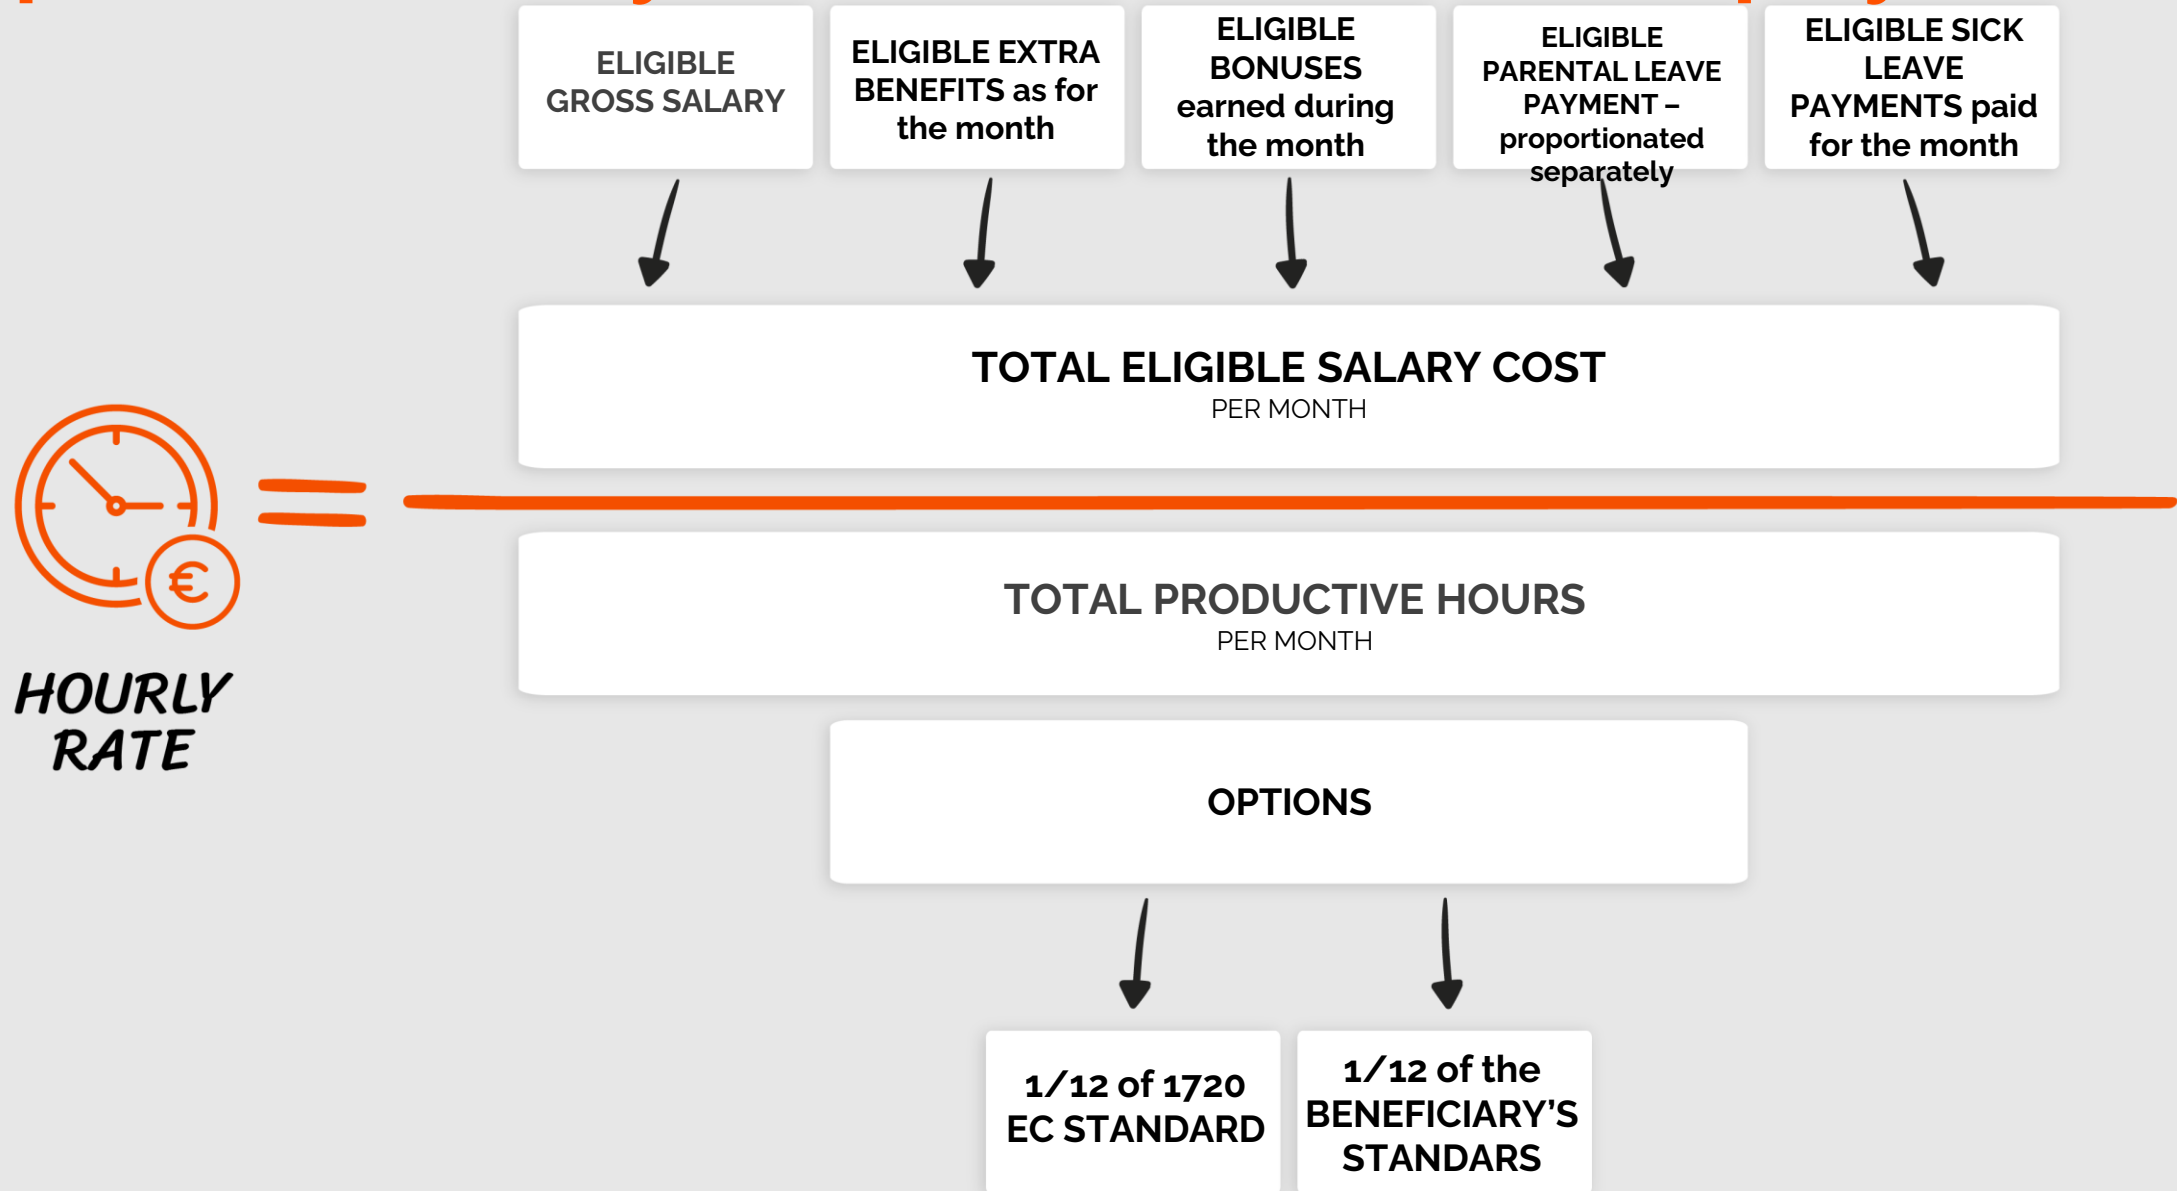 ELIGIBLE
GROSS SALARY
ELIGIBLE EXTRA
BENEFITS as for
the month
ELIGIBLE
BONUSES
earned during
the month
ELIGIBLE
PARENTAL LEAVE
PAYMENT –
proportionated
separately
ELIGIBLE SICK
LEAVE
PAYMENTS paid
for the month
TOTAL ELIGIBLE SALARY COST
PER MONTH
€
HOURLY
RATE
TOTAL PRODUCTIVE HOURS
PER MONTH
OPTIONS
1/12 of 1720
EC STANDARD
1/12 of the
BENEFICIARY’S
STANDARS